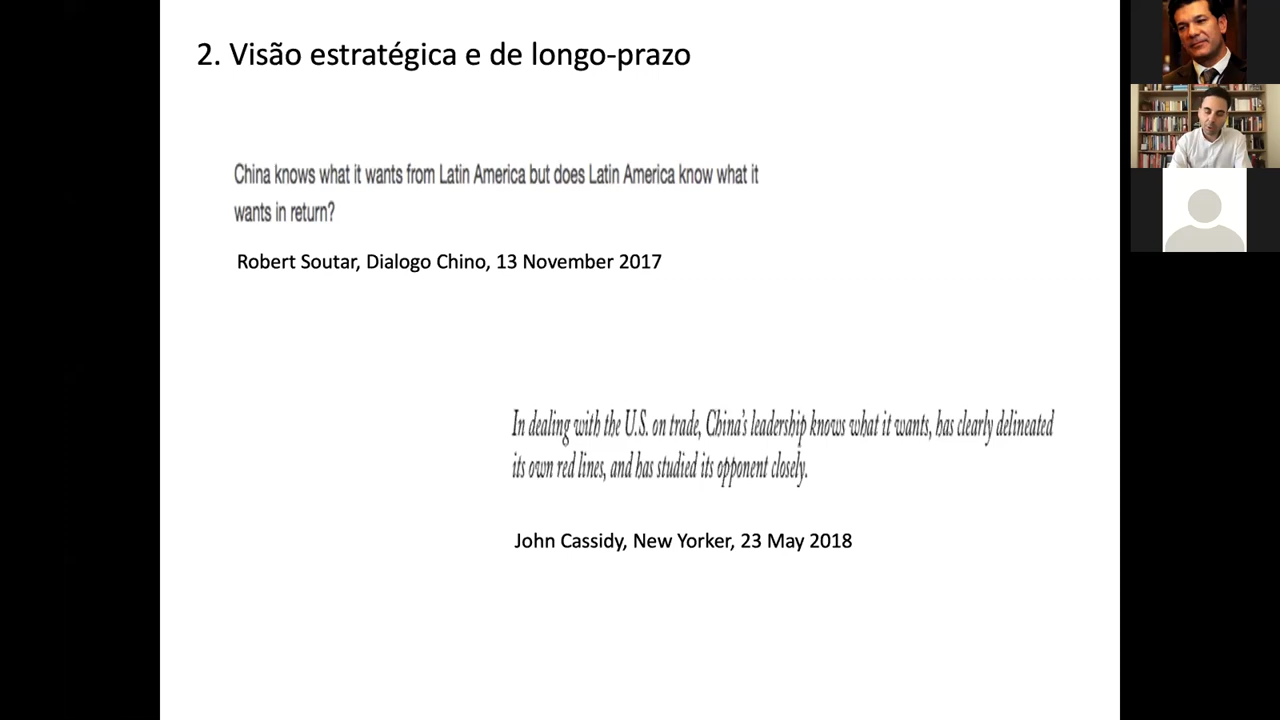 2. Visão estratégica e de longo-prazo
China knows what it wants from Latin America but does Latin America know what it
wants in return?
Robert Soutar, Dialogo Chino, 13 November 2017
In dealing with the U.S. on trade, China's leadership knows what it wants, has clearly delineated
its own red lines, and has studied its opponent closely.
John Cassidy, New Yorker, 23 May 2018